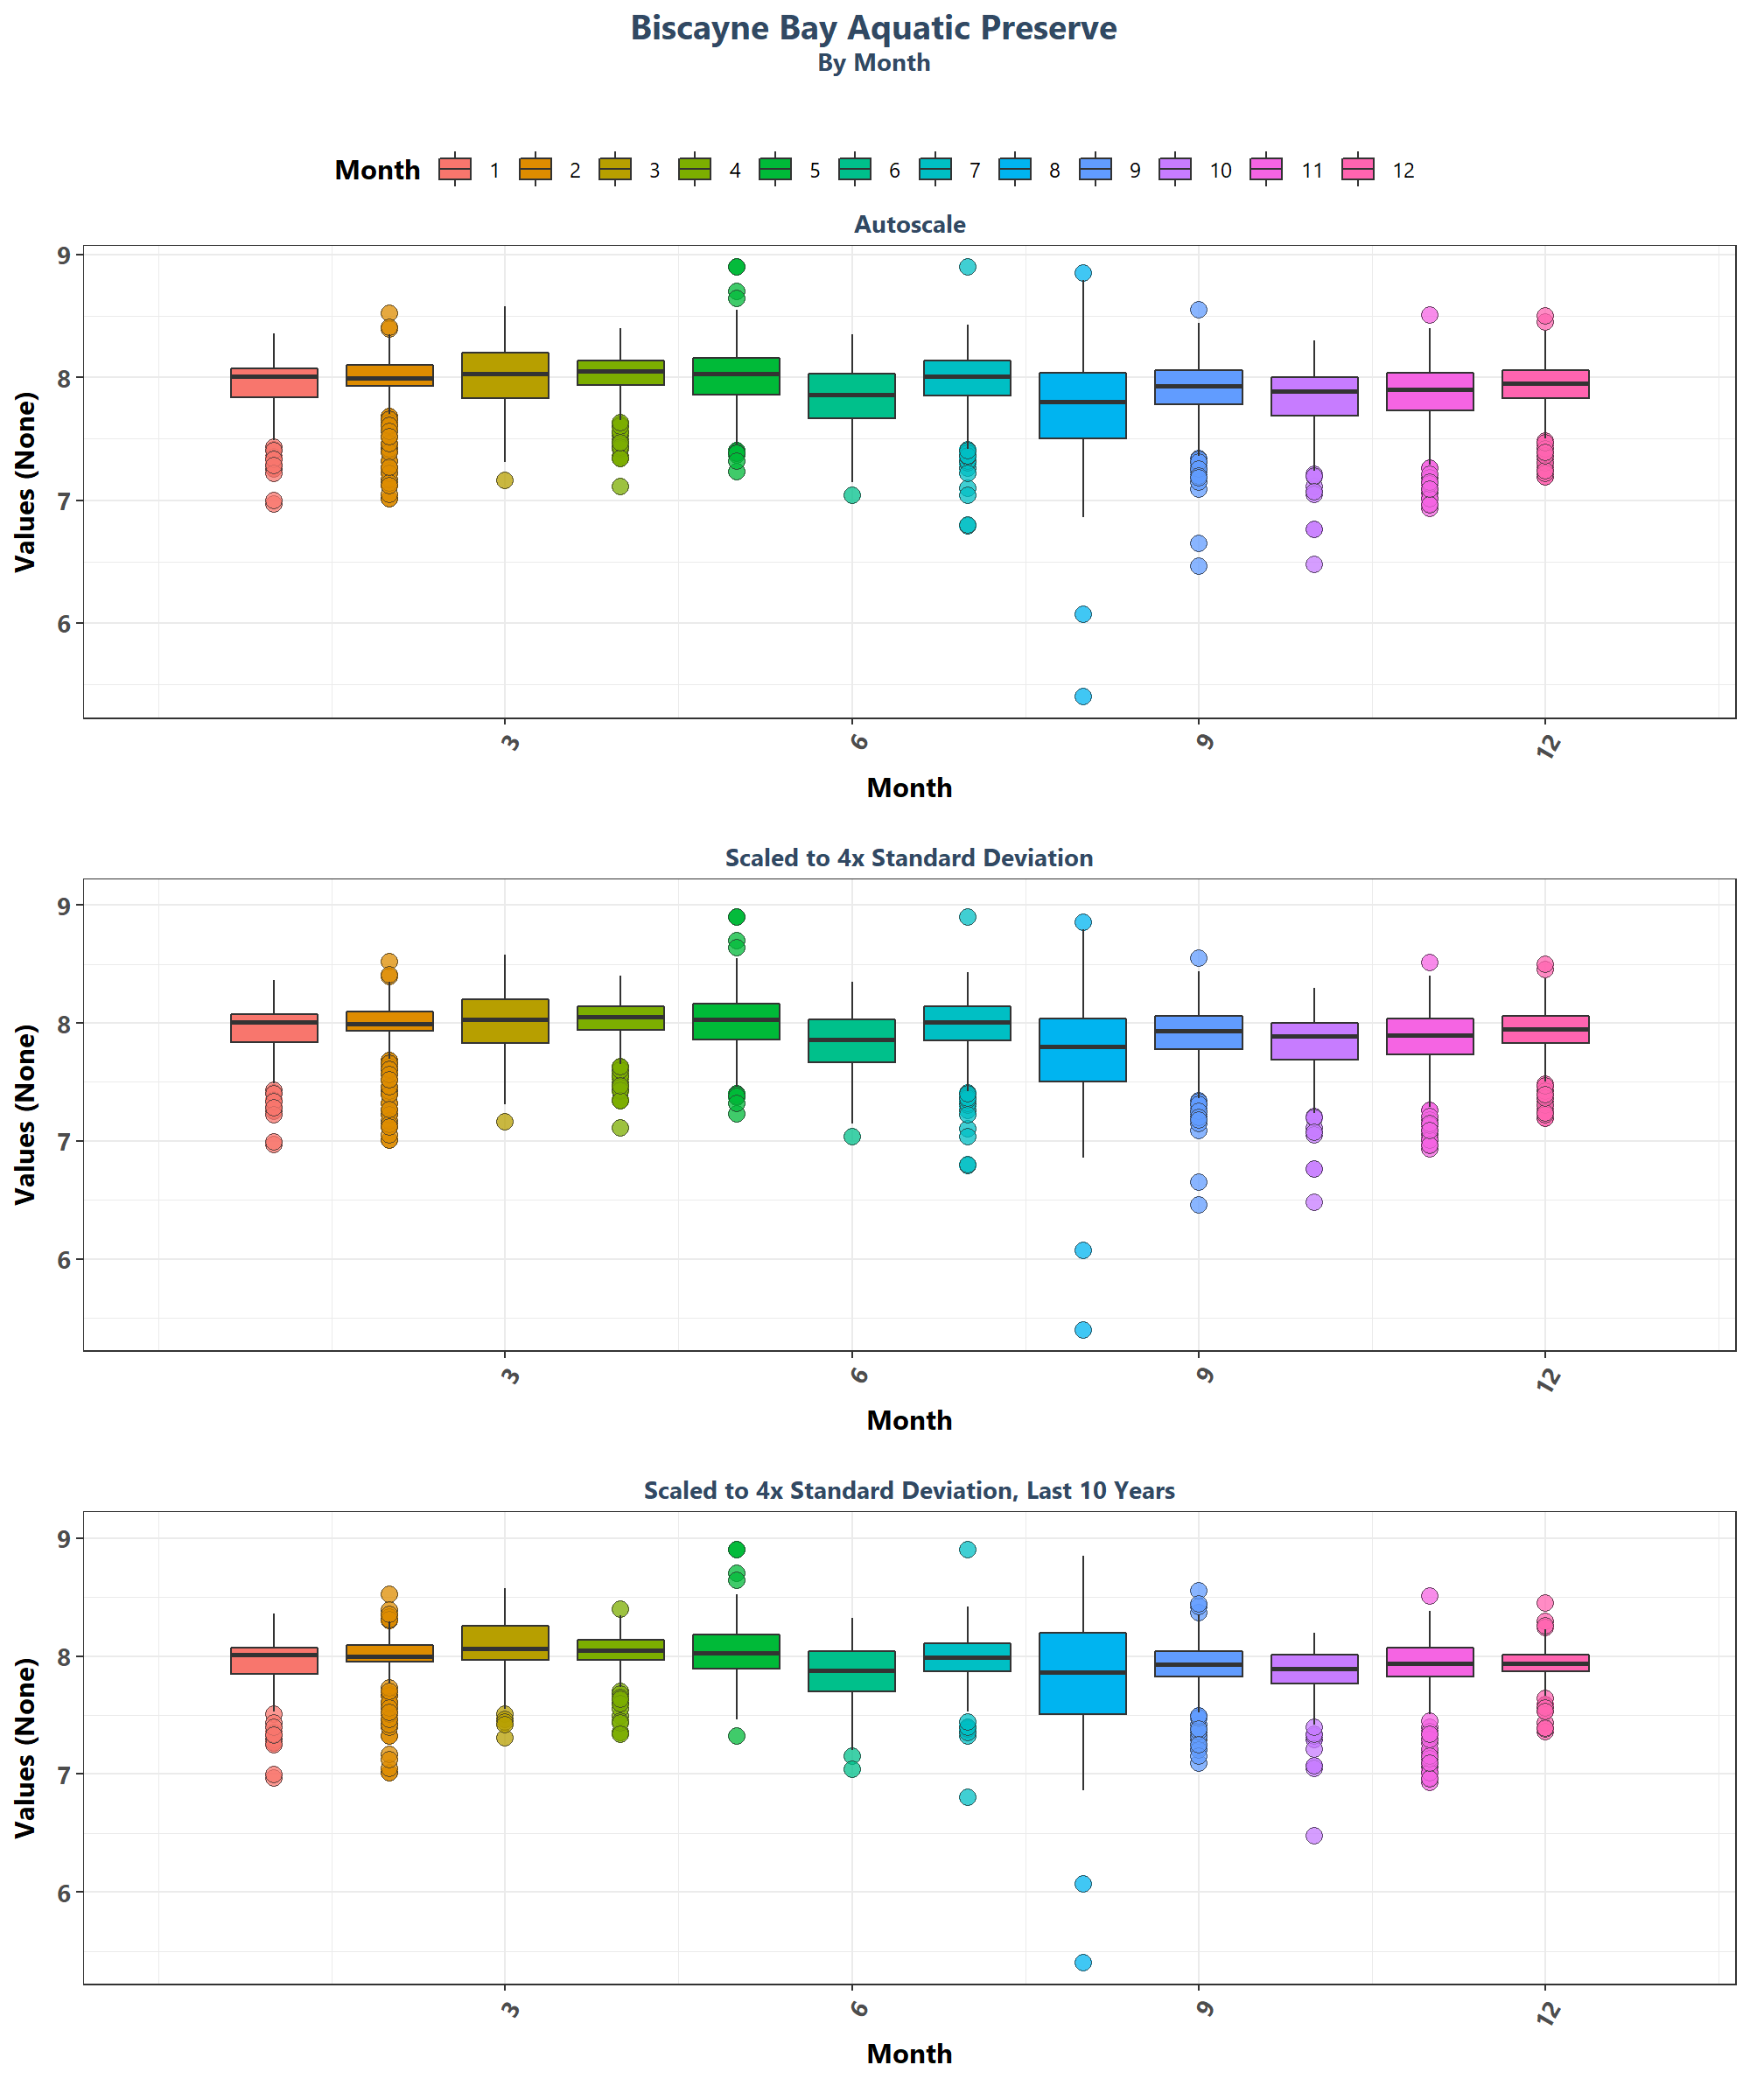 Biscayne Bay Aquatic Preserve
By Month
Month 1 2 3 4 5 6 7 8 9 10 11 12
Autoscale
9
8
7
6
Values (None)
3 6 9 12
Month
Scaled to 4x Standard Deviation
9
8
7
6
Values (None)
3 6 9 12
Month
Scaled to 4x Standard Deviation, Last 10 Years
9
8
7
6
Values (None)
3 6 9 12
Month